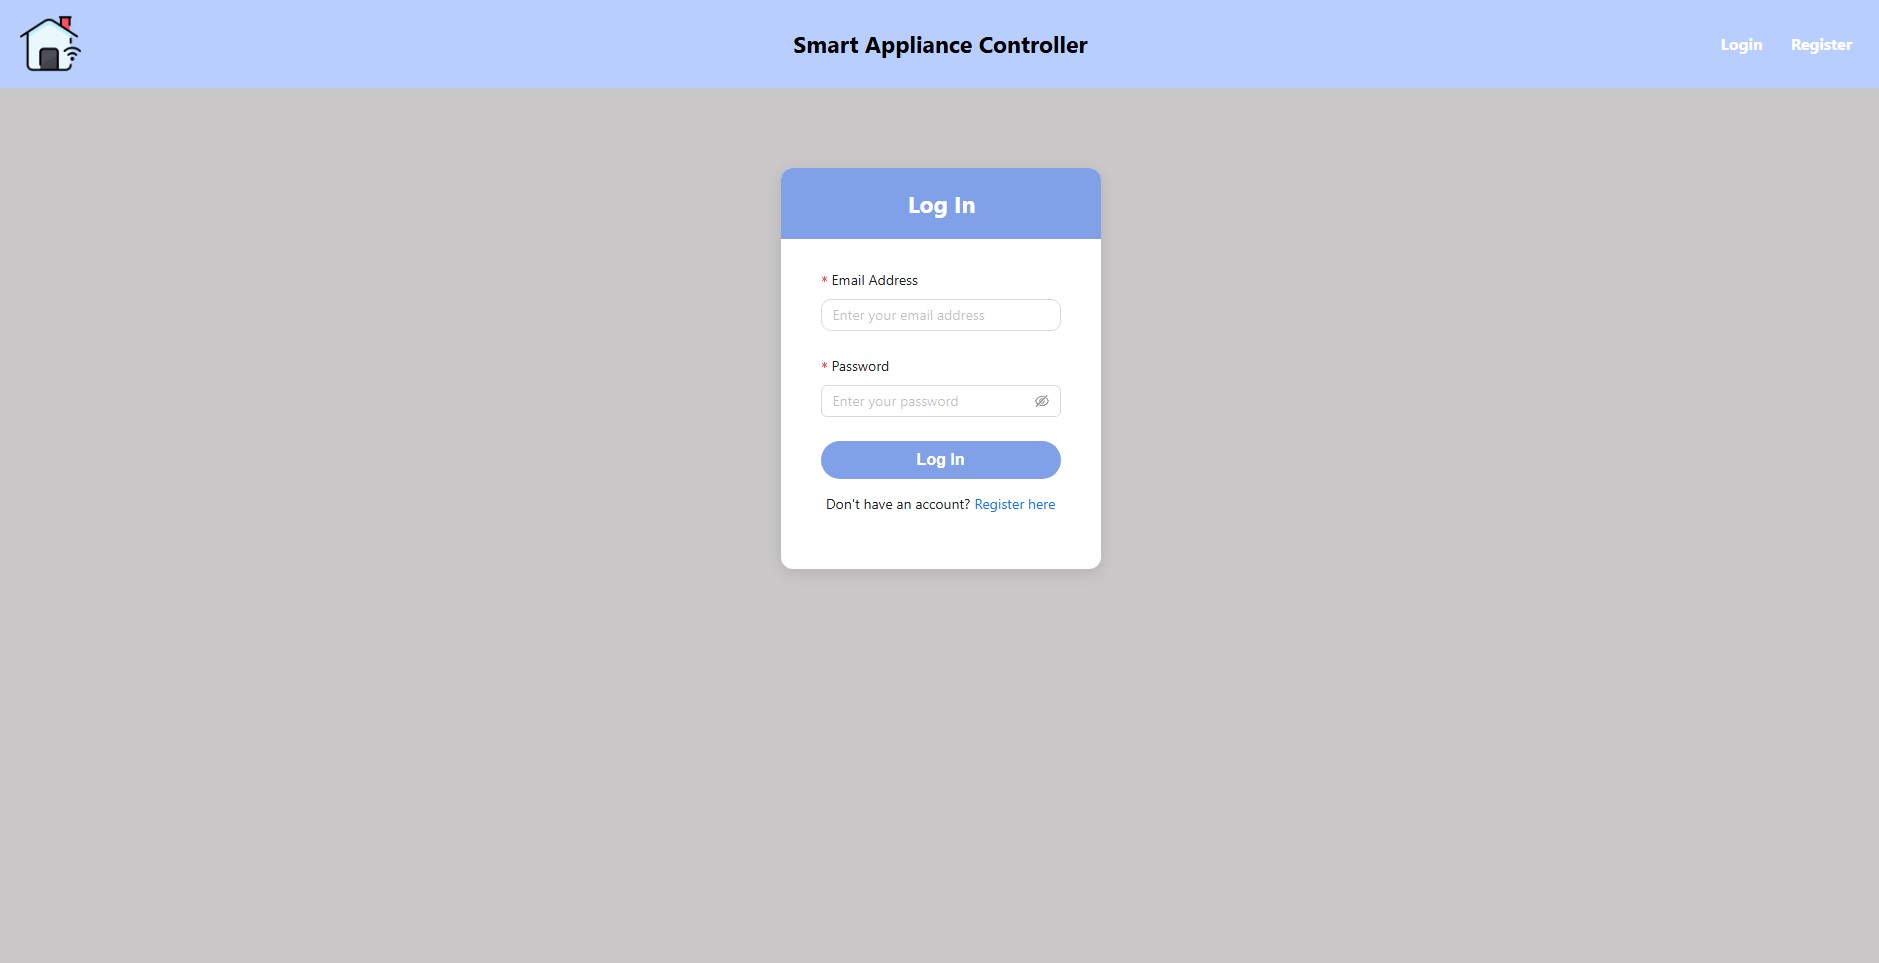 Smart Appliance Controller
Login
Register
Log In
* Email Address
Enter your email address
* Password
Enter your password
Log In
Don't have an account? Register here